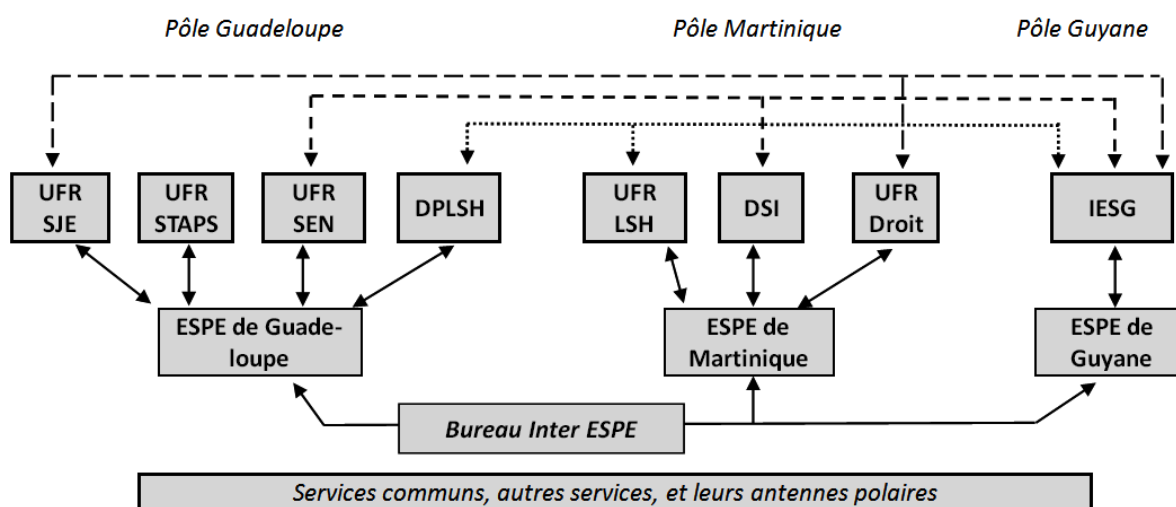 Pôle Guadeloupe
Pôle Martinique
Pôle Guyane
UFR
SJE
UFR
STAPS
UFR
SEN
DPLSH
UFR
LSH
DSI
UFR
Droit
IESG
ESPE de Guade-
loupe
ESPE de
Martinique
ESPE de
Guyane
Bureau Inter ESPE
Services communs, autres services, et leurs antennes polaires